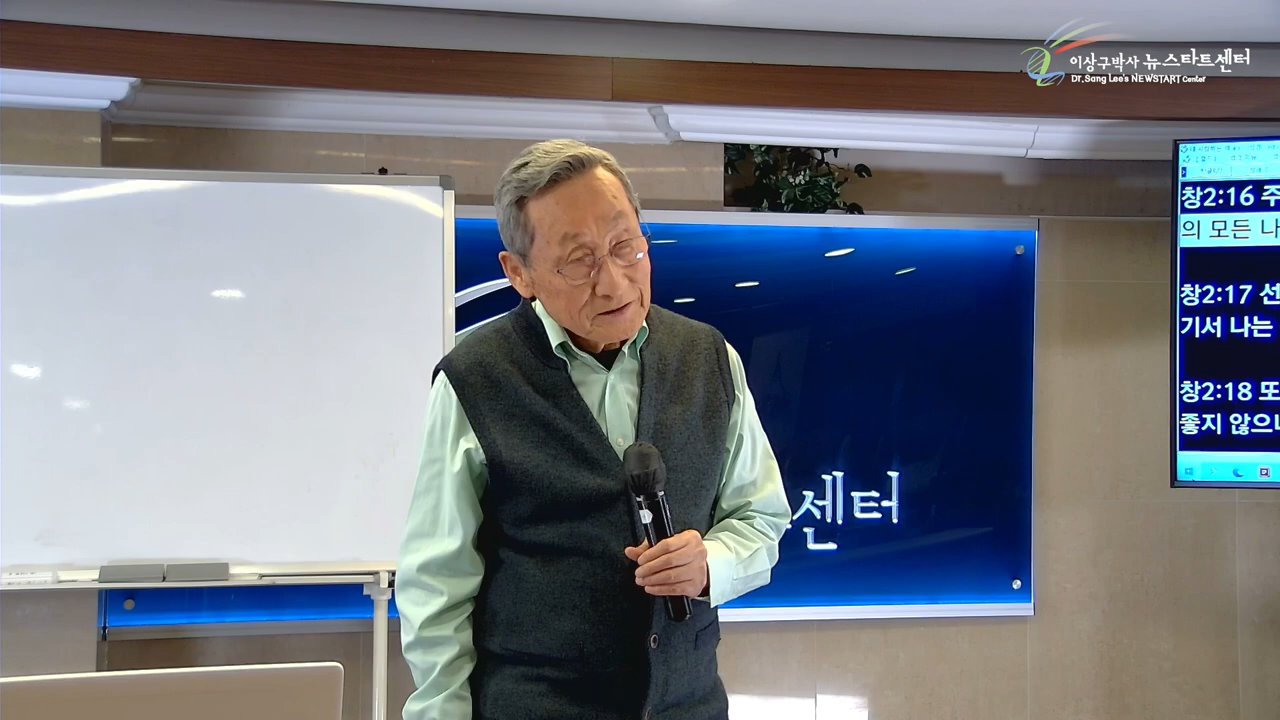 이상구박사 뉴스타트센터
Dr. Sang Lee's NEWSTART Center
창2:16 주
의 모든 나
창2:17 선
기서 나는
창2:18 또
좋지 않으니
센터